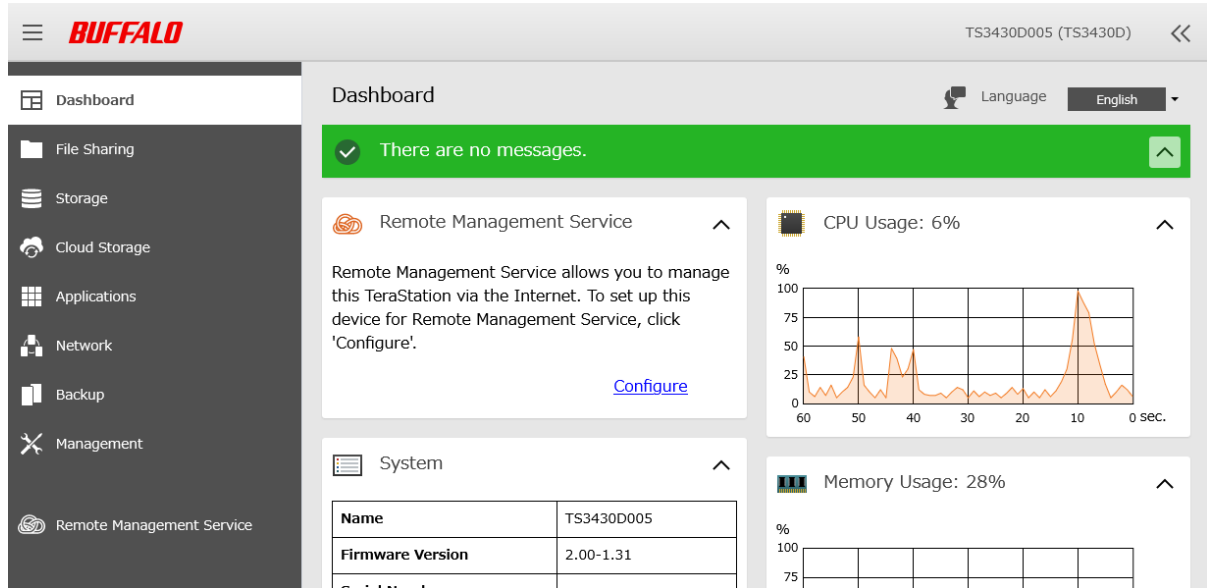 BUFFALO
TS3430D005 (TS3430D)
Dashboard
File Sharing
Storage
Cloud Storage
Applications
Network
Backup
Management
Remote Management Service
Dashboard
Language
English
There are no messages.
Remote Management Service
Remote Management Service allows you to manage
this TeraStation via the Internet. To set up this
device for Remote Management Service, click
'Configure'.
Configure
System
Name TS3430D005
Firmware Version 2.00-1.31
CPU Usage: 6%
%
100
75
50
25
0
60 50 40 30 20 10 0 sec.
Memory Usage: 28%
%
100
75